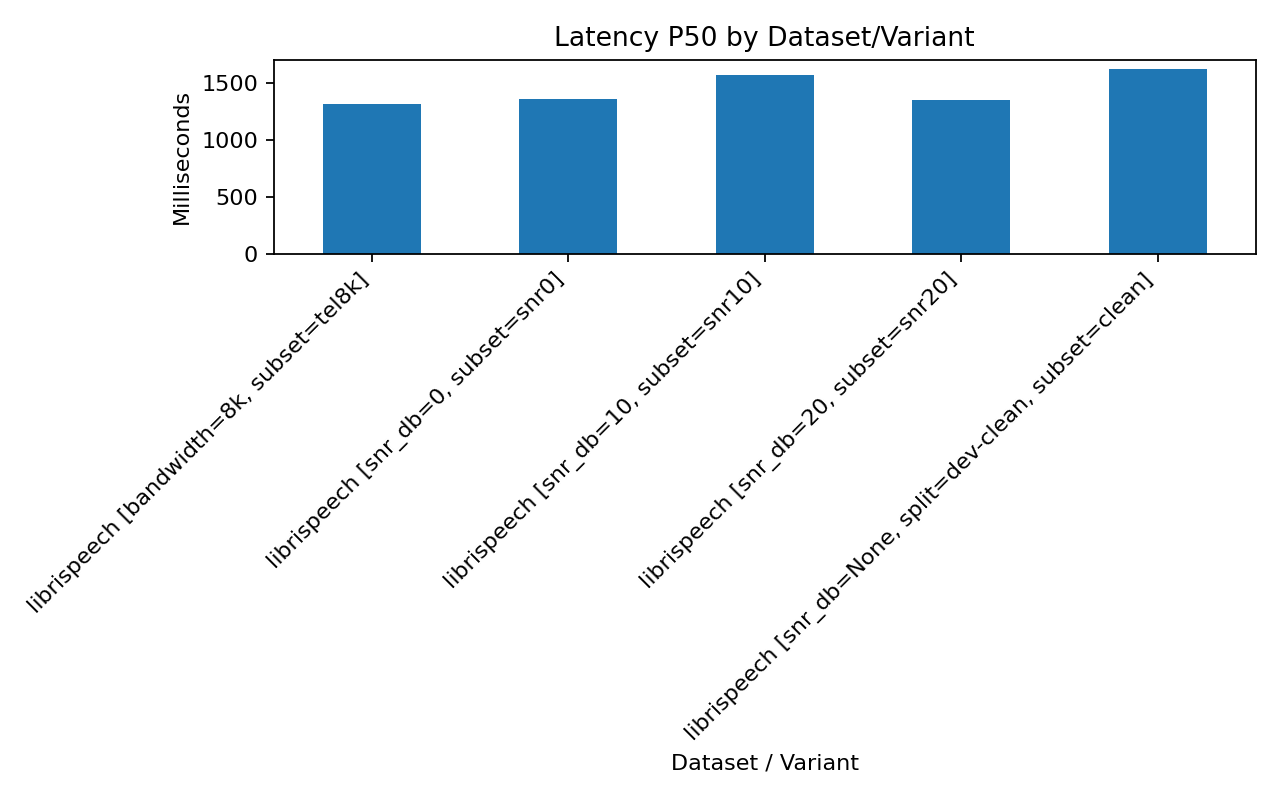 Latency P50 by Dataset/Variant
Milliseconds
1500
1000
500
0
librispeech [bandwidth=8k, subset=tel8k]
librispeech [snr_db=0, subset=snr0]
librispeech [snr_db=10, subset=snr10]
librispeech [snr_db=20, subset=snr20]
librispeech [snr_db=None, split=dev-clean, subset=clean]
Dataset / Variant